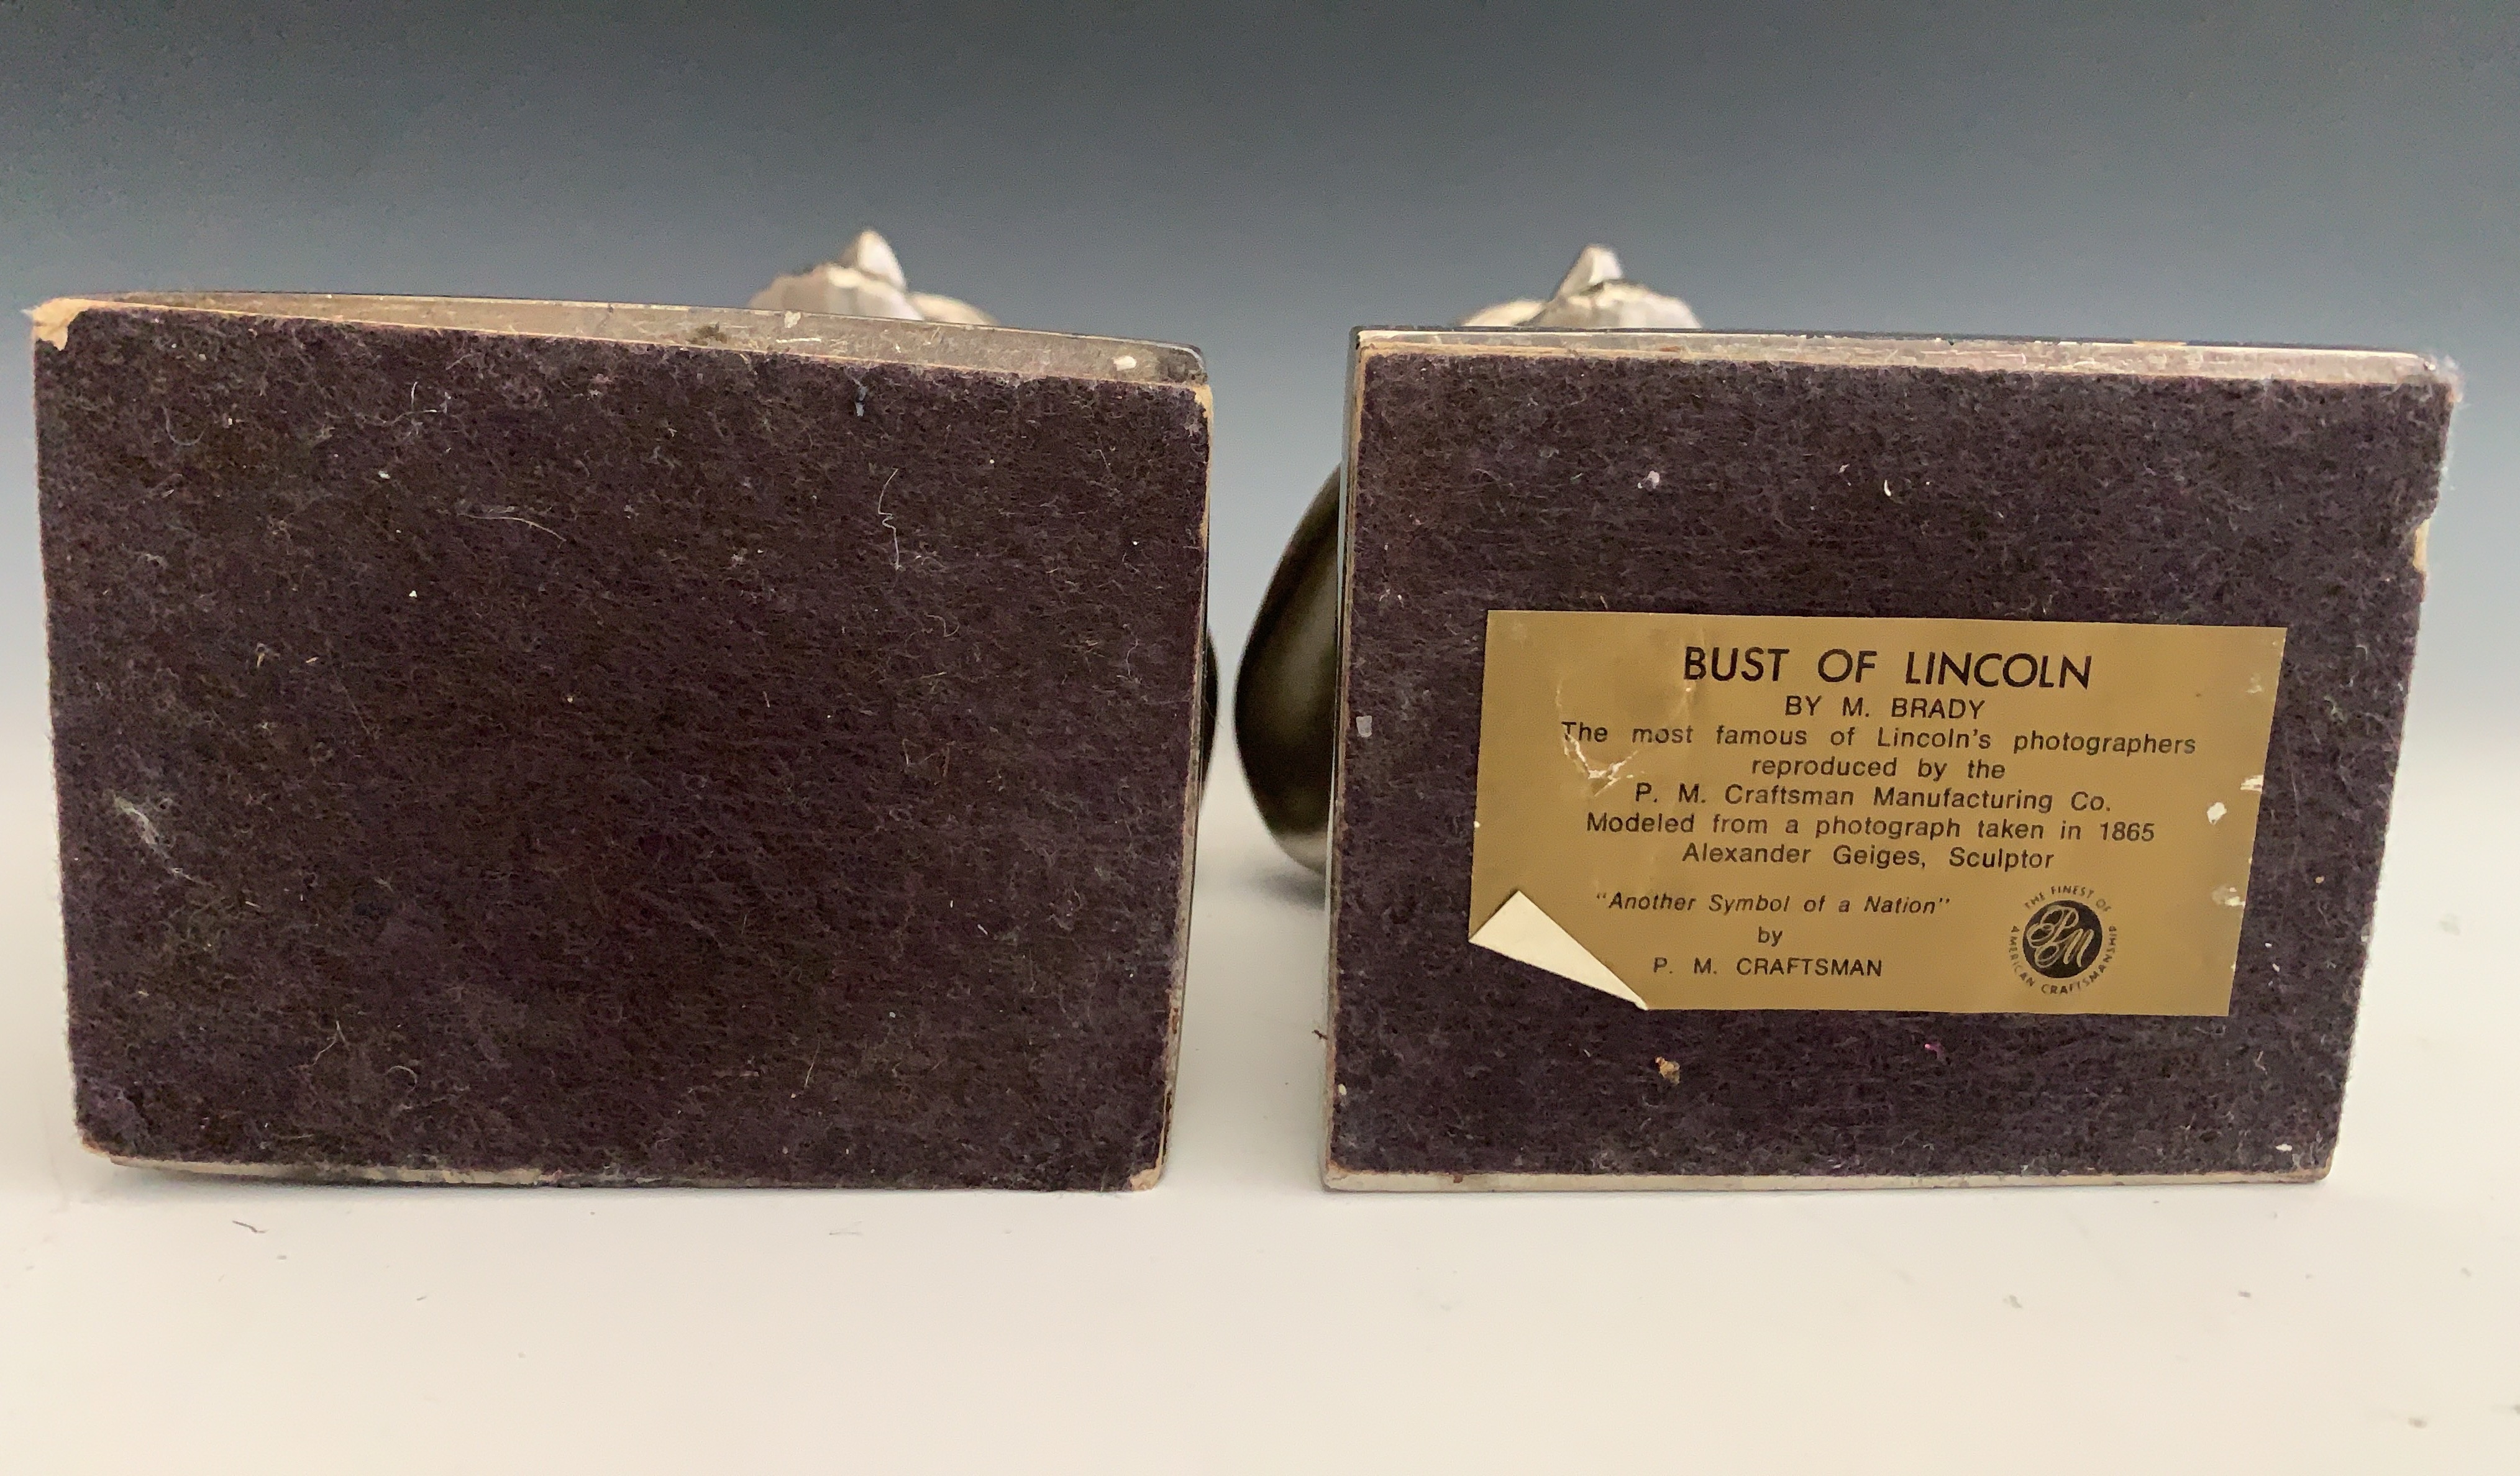 BUST OF LINCOLN
BY M. BRADY
The most famous of Lincoln's photographers
reproduced by the
P. M. Craftsman Manufacturing Co.
Modeled from a photograph taken in 1865
Alexander Geiges, Sculptor
"Another Symbol of a Nation"
by
P. M. CRAFTSMAN
THE FINEST OF
AMERICAN CRAFTSMANSHIP
PM